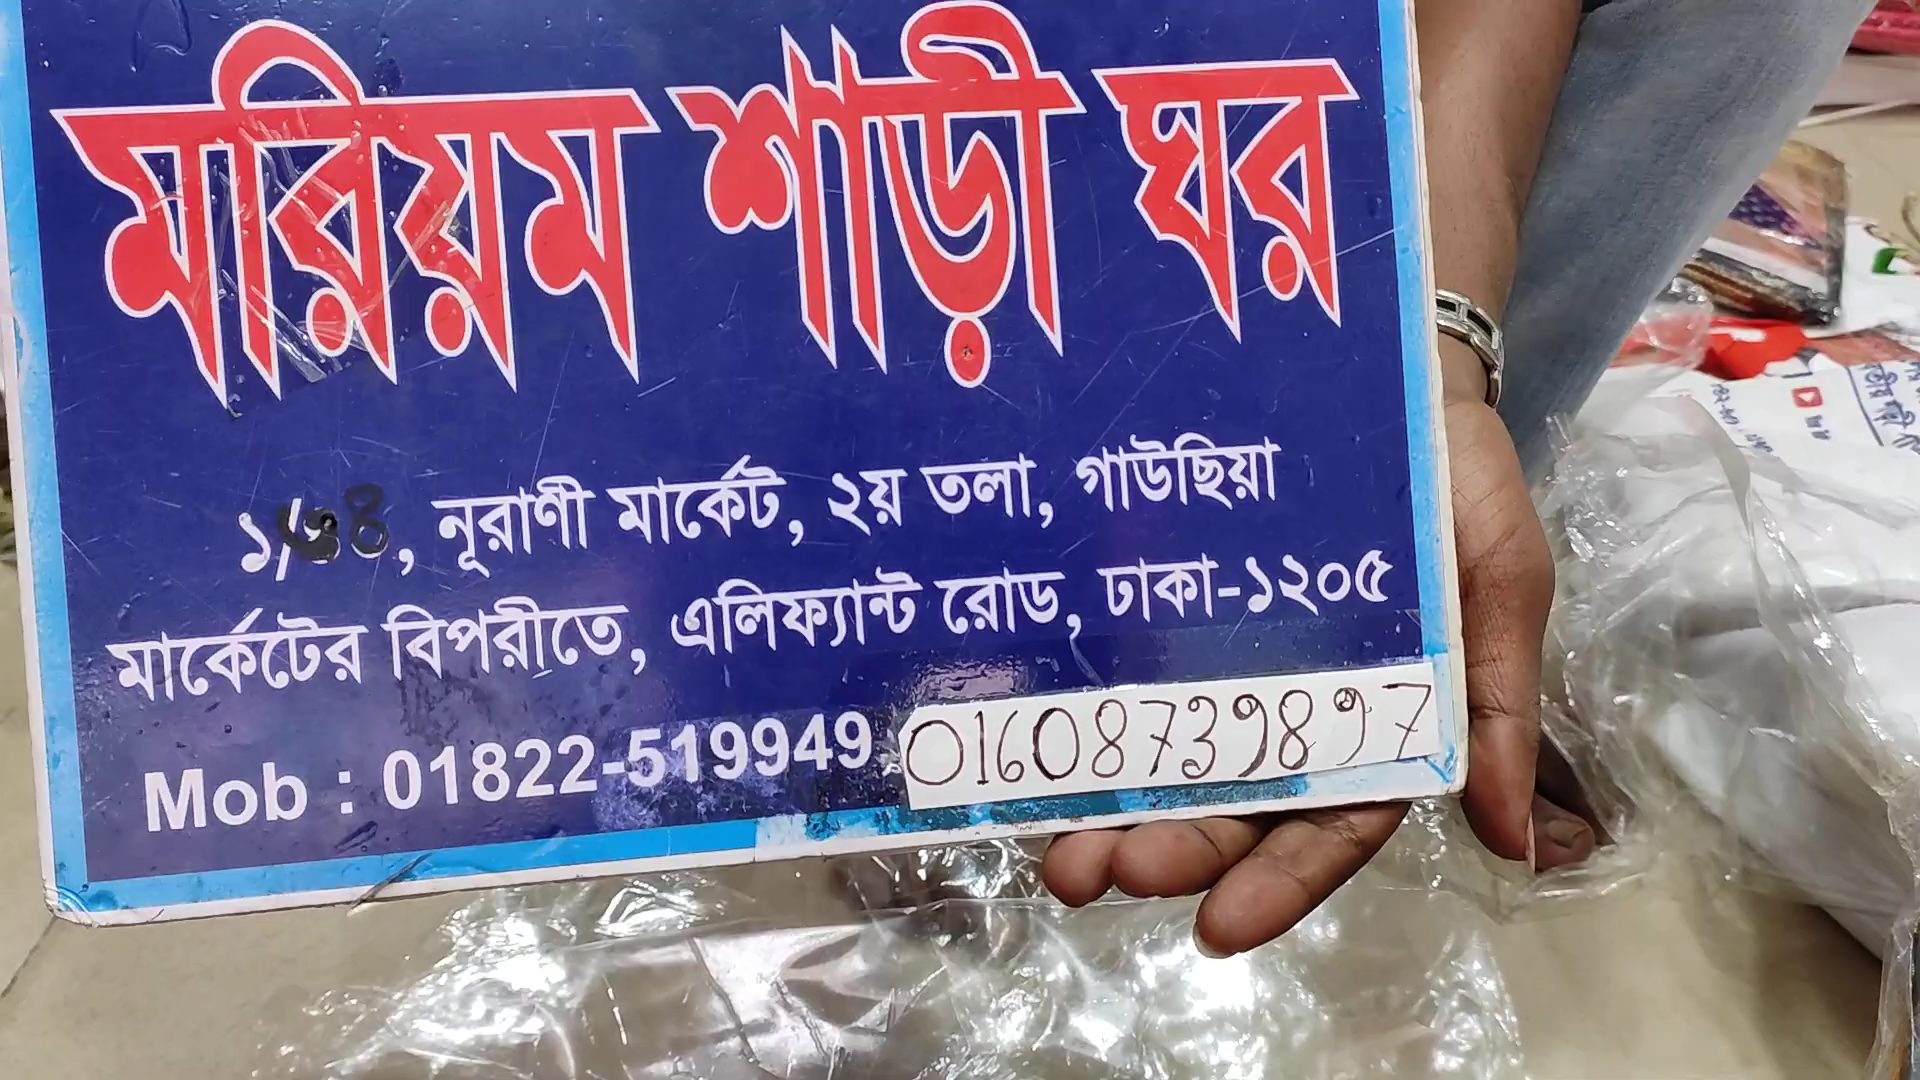 মরিয়ম শাড়ী ঘর
১/৩৪, নূরাণী মার্কেট, ২য় তলা, গাউছিয়া
মার্কেটের বিপরীতে, এলিফ্যান্ট রোড, ঢাকা-১২০৫
Mob : 01822-519949, 01608739897